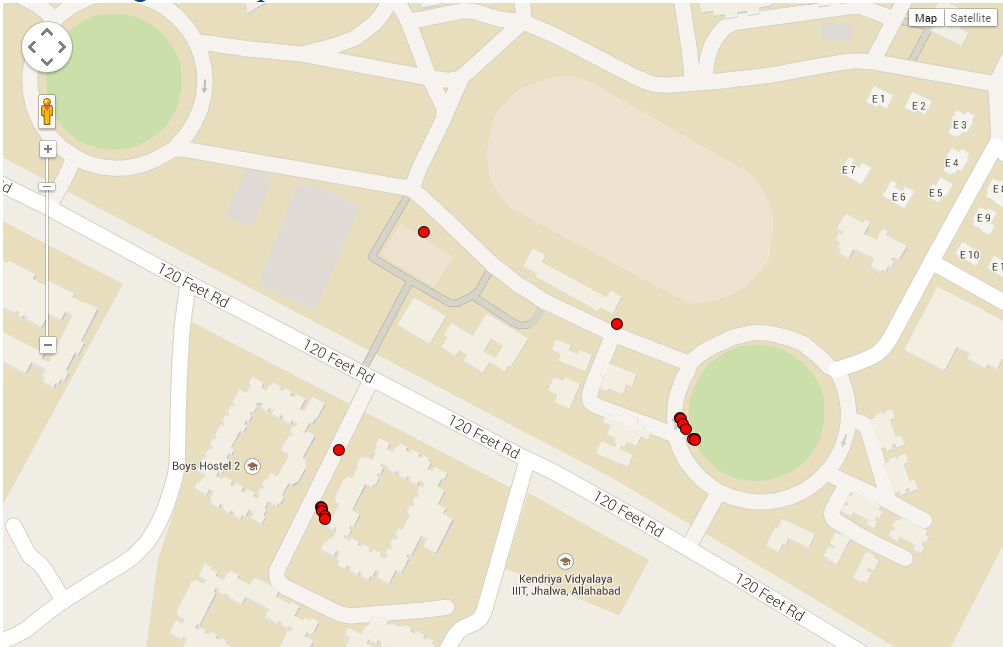 Map
Satellite
E 1
E 2
E 3
E 4
E 5
E 6
E 7
E 9
E 10
120 Feet Rd
120 Feet Rd
120 Feet Rd
120 Feet Rd
120 Feet Rd
Boys Hostel 2
Kendriya Vidyalaya
IIIT, Jhalwa, Allahabad